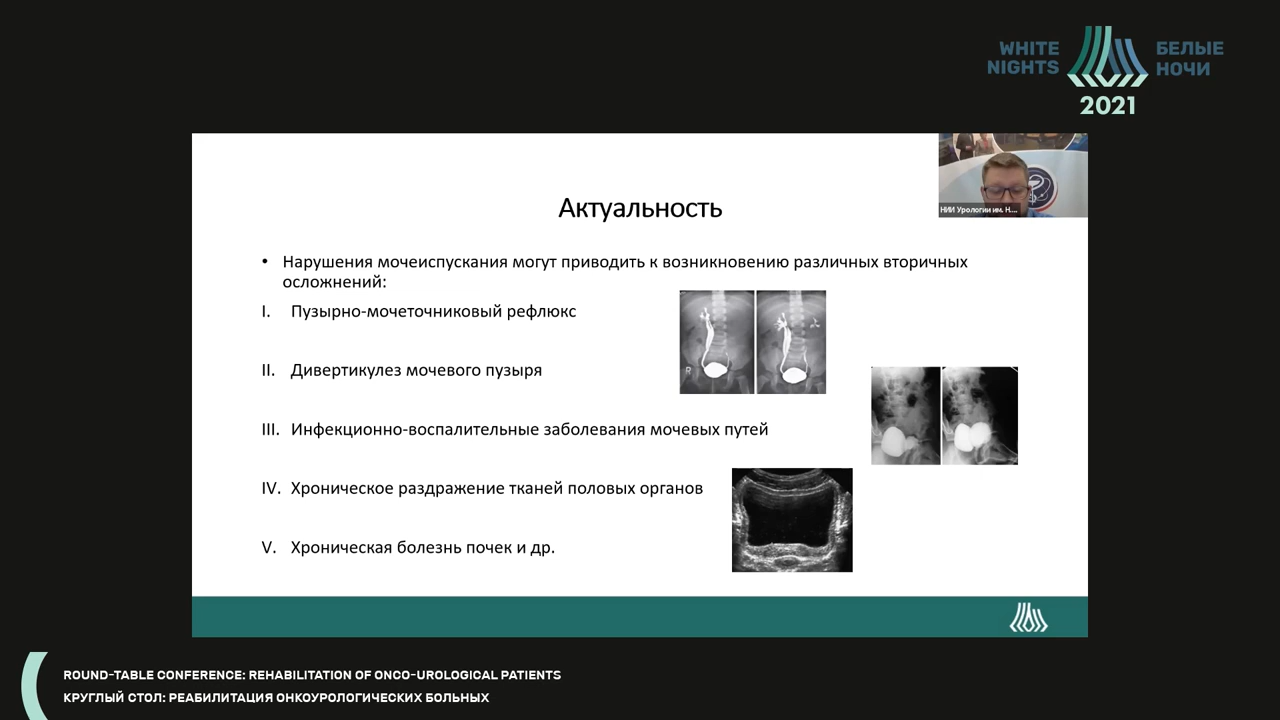 WHITE
NIGHTS
БЕЛЫЕ
НОЧИ
2021
НИИ Урологии им. Н....
Актуальность
• Нарушения мочеиспускания могут приводить к возникновению различных вторичных
осложнений:
I. Пузырно-мочеточниковый рефлюкс
R
II. Дивертикулез мочевого пузыря
III. Инфекционно-воспалительные заболевания мочевых путей
IV. Хроническое раздражение тканей половых органов
V. Хроническая болезнь почек и др.
ROUND-TABLE CONFERENCE: REHABILITATION OF ONCO-UROLOGICAL PATIENTS
КРУГЛЫЙ СТОЛ: РЕАБИЛИТАЦИЯ ОНКОУРОЛОГИЧЕСКИХ БОЛЬНЫХ